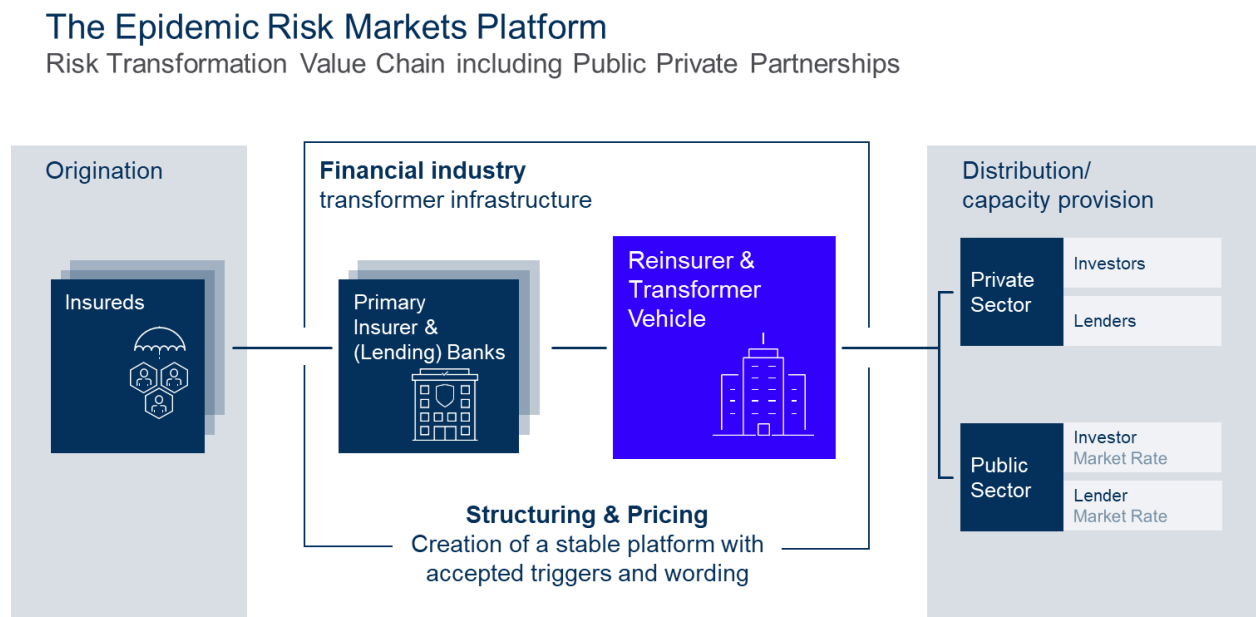 The Epidemic Risk Markets Platform
Risk Transformation Value Chain including Public Private Partnerships
Origination
Insureds
Financial industry
transformer infrastructure
Primary
Insurer &
(Lending) Banks
Reinsurer &
Transformer
Vehicle
Structuring & Pricing
Creation of a stable platform with
accepted triggers and wording
Distribution/
capacity provision
Private
Sector
Investors
Lenders
Public
Sector
Investor
Market Rate
Lender
Market Rate